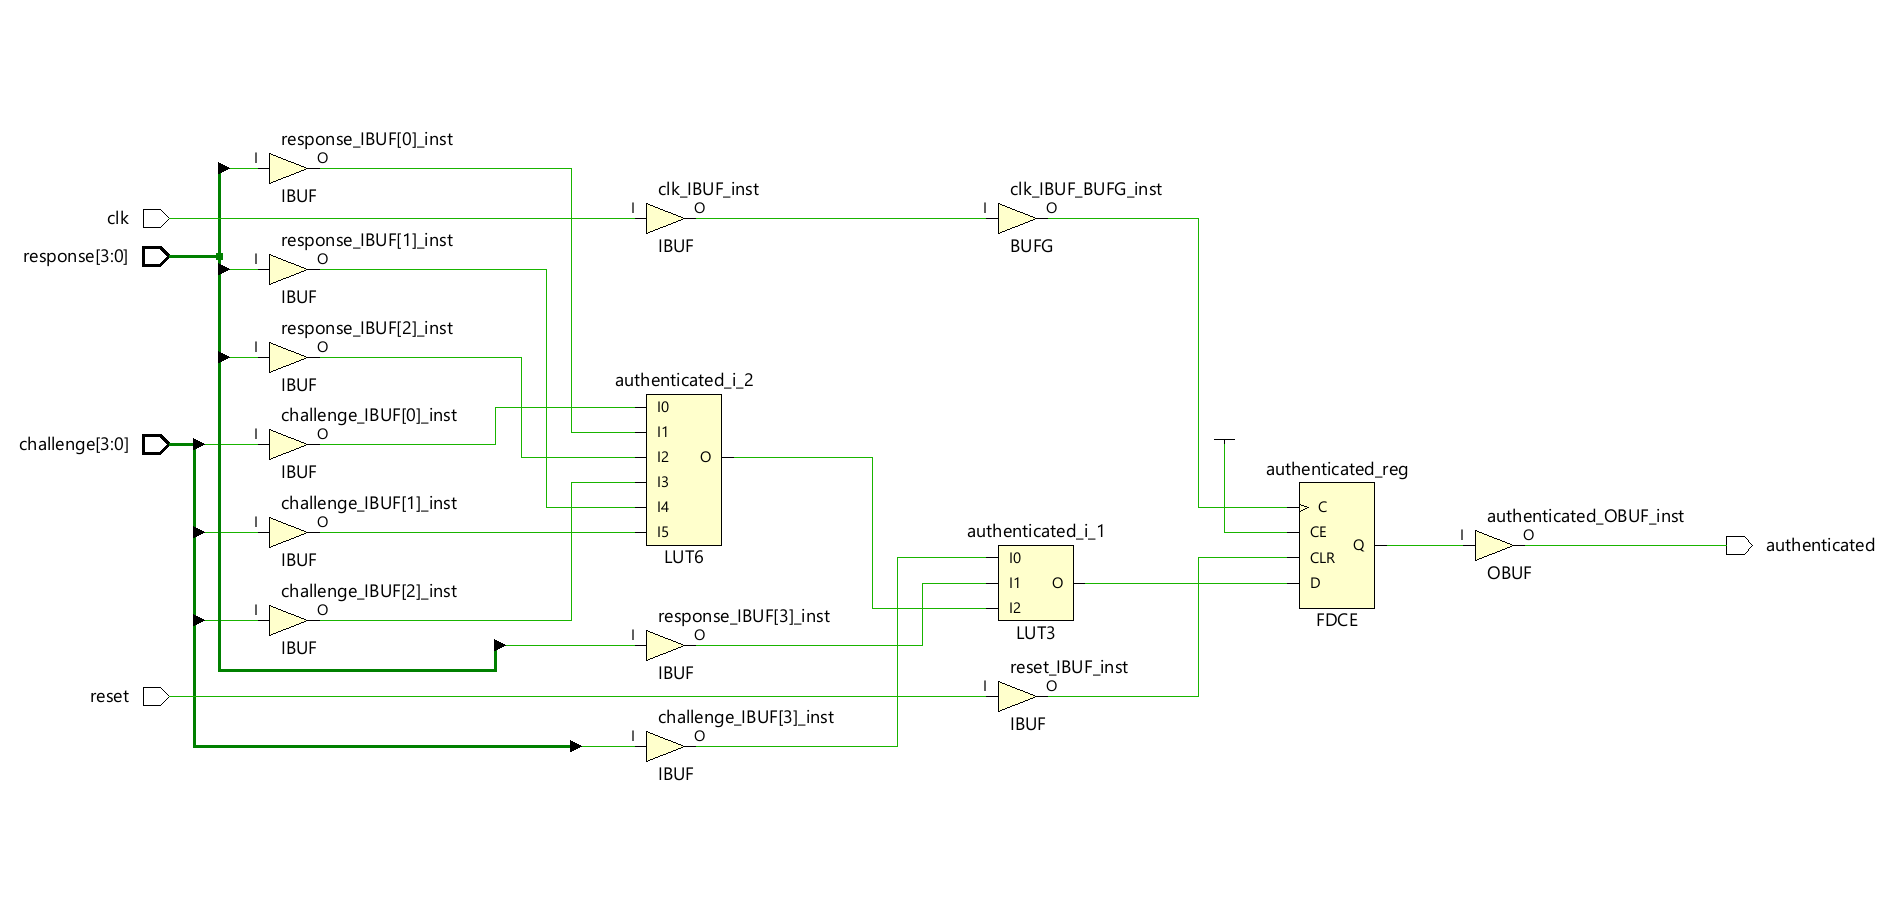 response_IBUF[0]_inst
I
O
IBUF
clk
clk_IBUF_inst
I
O
IBUF
clk_IBUF_BUFG_inst
I
O
BUFG
response[3:0]
response_IBUF[1]_inst
I
O
IBUF
response_IBUF[2]_inst
I
O
IBUF
challenge[3:0]
challenge_IBUF[0]_inst
I
O
IBUF
challenge_IBUF[1]_inst
I
O
IBUF
challenge_IBUF[2]_inst
I
O
IBUF
authenticated_i_2
I0
I1
I2
I3
I4
I5
O
LUT6
response_IBUF[3]_inst
I
O
IBUF
reset
challenge_IBUF[3]_inst
I
O
IBUF
authenticated_i_1
I0
I1
I2
O
LUT3
reset_IBUF_inst
I
O
IBUF
authenticated_reg
C
CE
CLR
D
Q
FDCE
authenticated_OBUF_inst
I
O
OBUF
authenticated